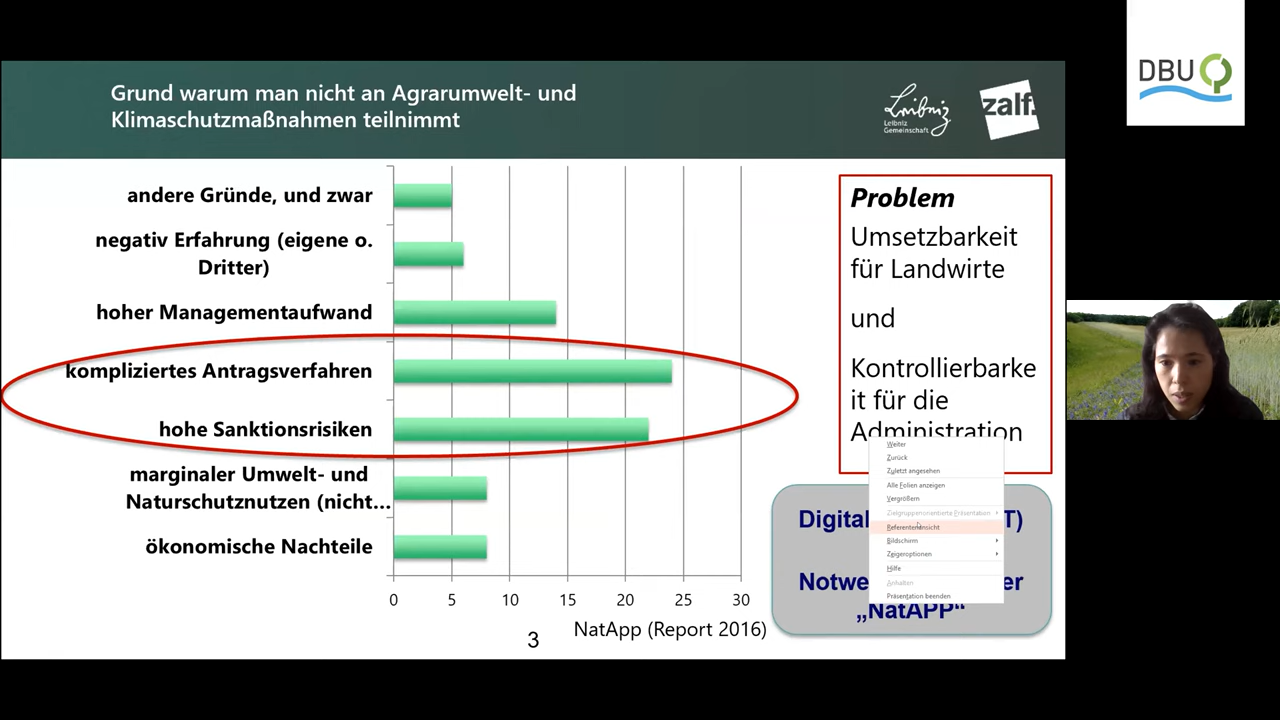 Grund warum man nicht an Agrarumwelt- und
Klimaschutzmaßnahmen teilnimmt
Leibniz
Leibniz
Gemeinschaft
zalf.
DBU
andere Gründe, und zwar
negativ Erfahrung (eigene o.
Dritter)
hoher Managementaufwand
kompliziertes Antragsverfahren
hohe Sanktionsrisiken
marginaler Umwelt- und
Naturschutznutzen (nicht...
ökonomische Nachteile
0 5 10 15 20 25 30
NatApp (Report 2016)
3
Problem
Umsetzbarkeit
für Landwirte
und
Kontrollierbarke
it für die
Administration
Weiter
Zurück
Zuletzt angesehen
Alle Folien anzeigen
Vergrößern
Zielgruppenorientierte Präsentation
Referentenansicht
Bildschirm
Zeigeroptionen
Hilfe
Anhalten
Präsentation beenden
Digital T)
Notwe er
„NatAPP“